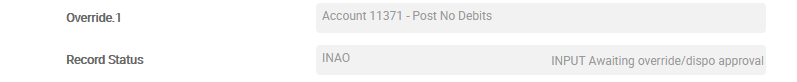 Override.1 Account 11371 - Post No Debits
Record Status INAO INPUT Awaiting override/dispo approval